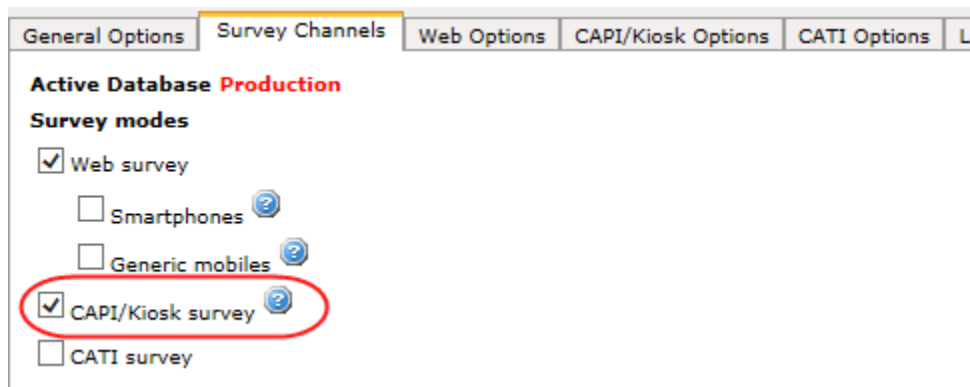 General Options Survey Channels Web Options CAPI/Kiosk Options CATI Options L
Active Database Production
Survey modes
Web survey
Smartphones ?
Generic mobiles ?
CAPI/Kiosk survey ?
CATI survey